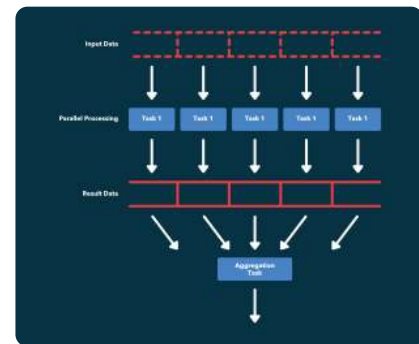 Input Data
Parallel Processing
Task 1 Task 1 Task 1 Task 1 Task 1
Result Data
Aggregation
Task